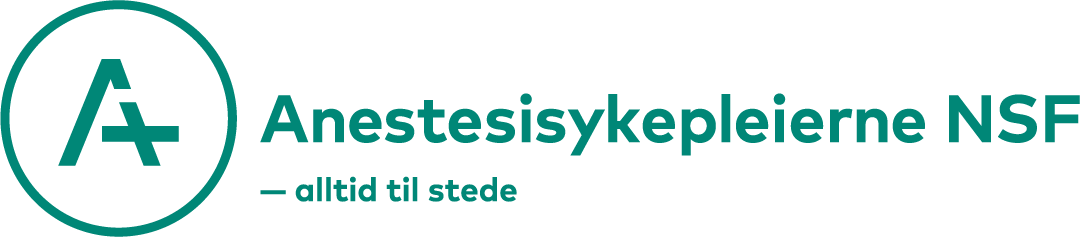 A
Anestesisykepleierne NSF
— alltid til stede